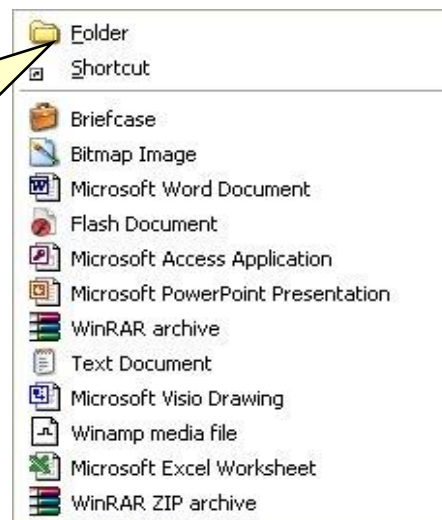 Folder
Shortcut
Briefcase
Bitmap Image
Microsoft Word Document
Flash Document
Microsoft Access Application
Microsoft PowerPoint Presentation
WinRAR archive
Text Document
Microsoft Visio Drawing
Winamp media file
Microsoft Excel Worksheet
WinRAR ZIP archive